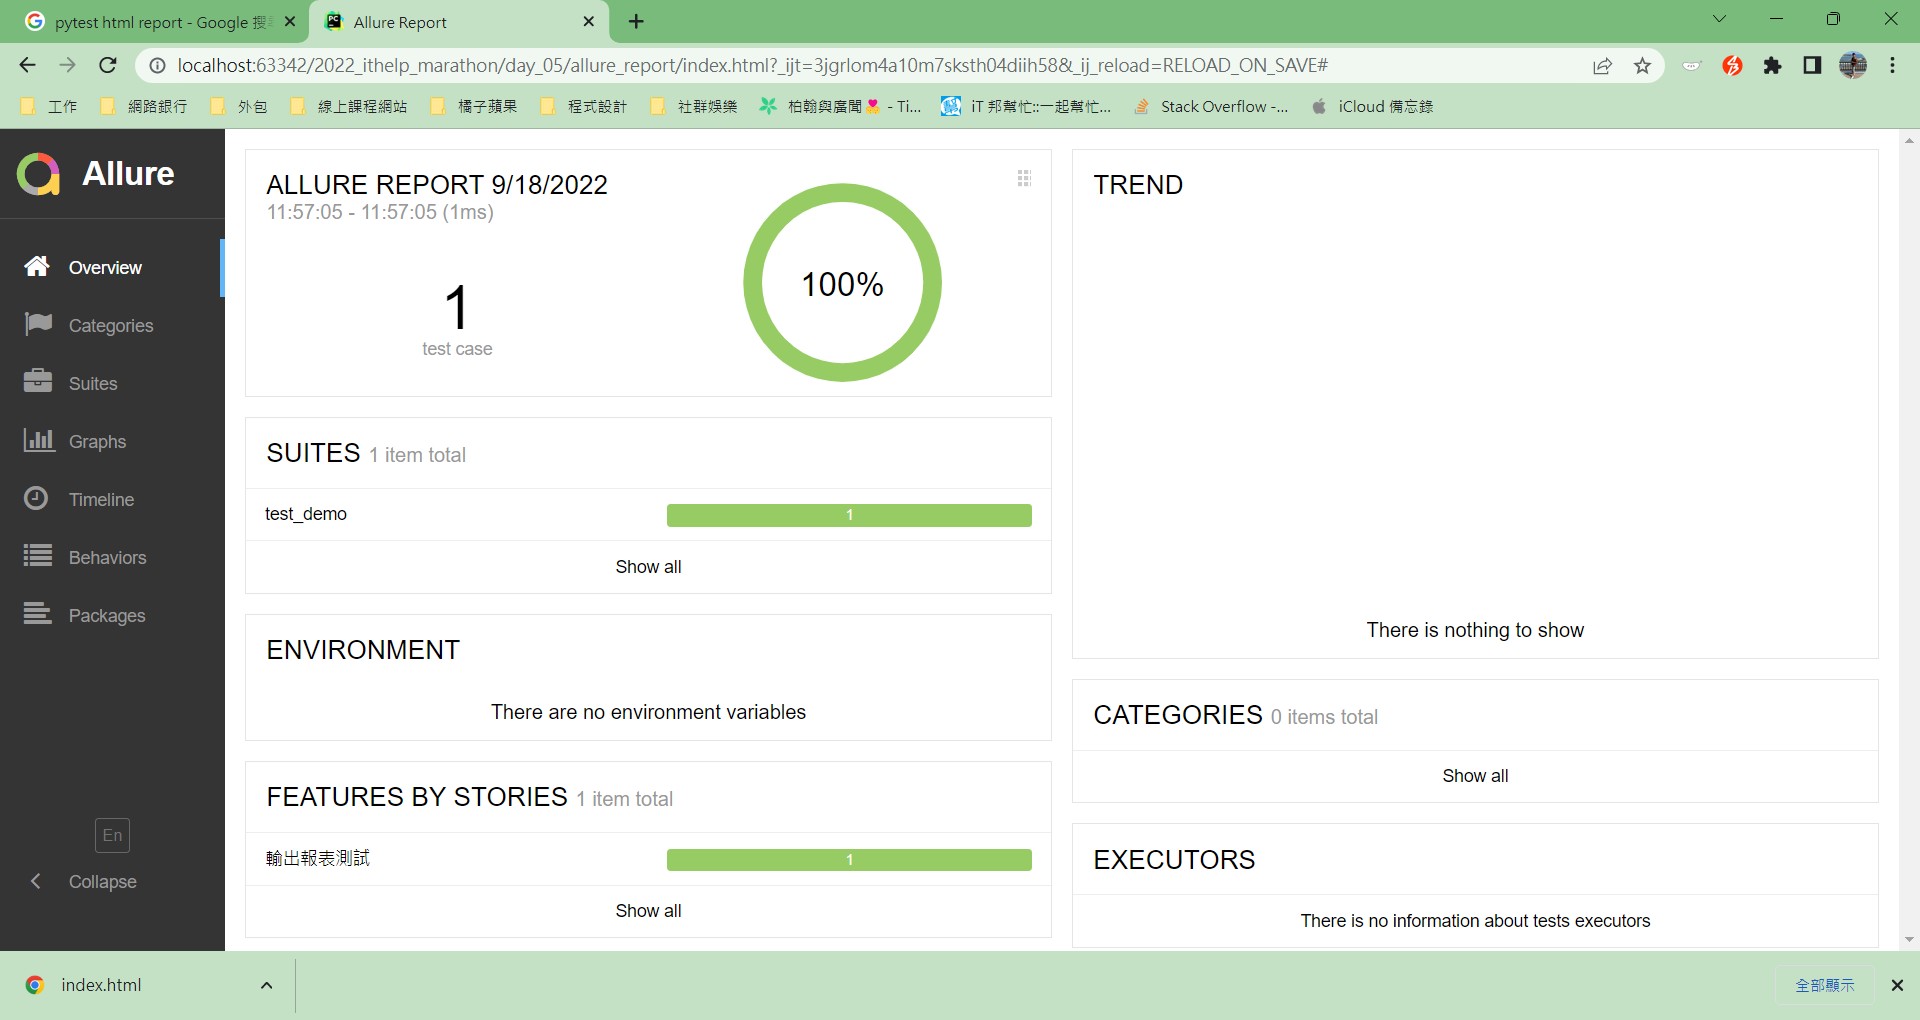 pytest html report - Google 搜
Allure Report
localhost:63342/2022_ithelp_marathon/day_05/allure_report/index.html?_ijt=3jgrlom4a10m7sksth04diih58&_ij_reload=RELOAD_ON_SAVE#
工作
網路銀行
外包
線上課程網站
橘子蘋果
程式設計
社群娛樂
柏翰與廣聞 - Ti...
iT 邦幫忙::一起幫忙...
Stack Overflow -...
iCloud 備忘錄
Allure
Overview
Categories
Suites
Graphs
Timeline
Behaviors
Packages
En
Collapse
ALLURE REPORT 9/18/2022
11:57:05 - 11:57:05 (1ms)
1
test case
100%
SUITES 1 item total
test_demo
1
Show all
ENVIRONMENT
There are no environment variables
FEATURES BY STORIES 1 item total
輸出報表測試
1
Show all
TREND
There is nothing to show
CATEGORIES 0 items total
Show all
EXECUTORS
There is no information about tests executors
index.html
全部顯示